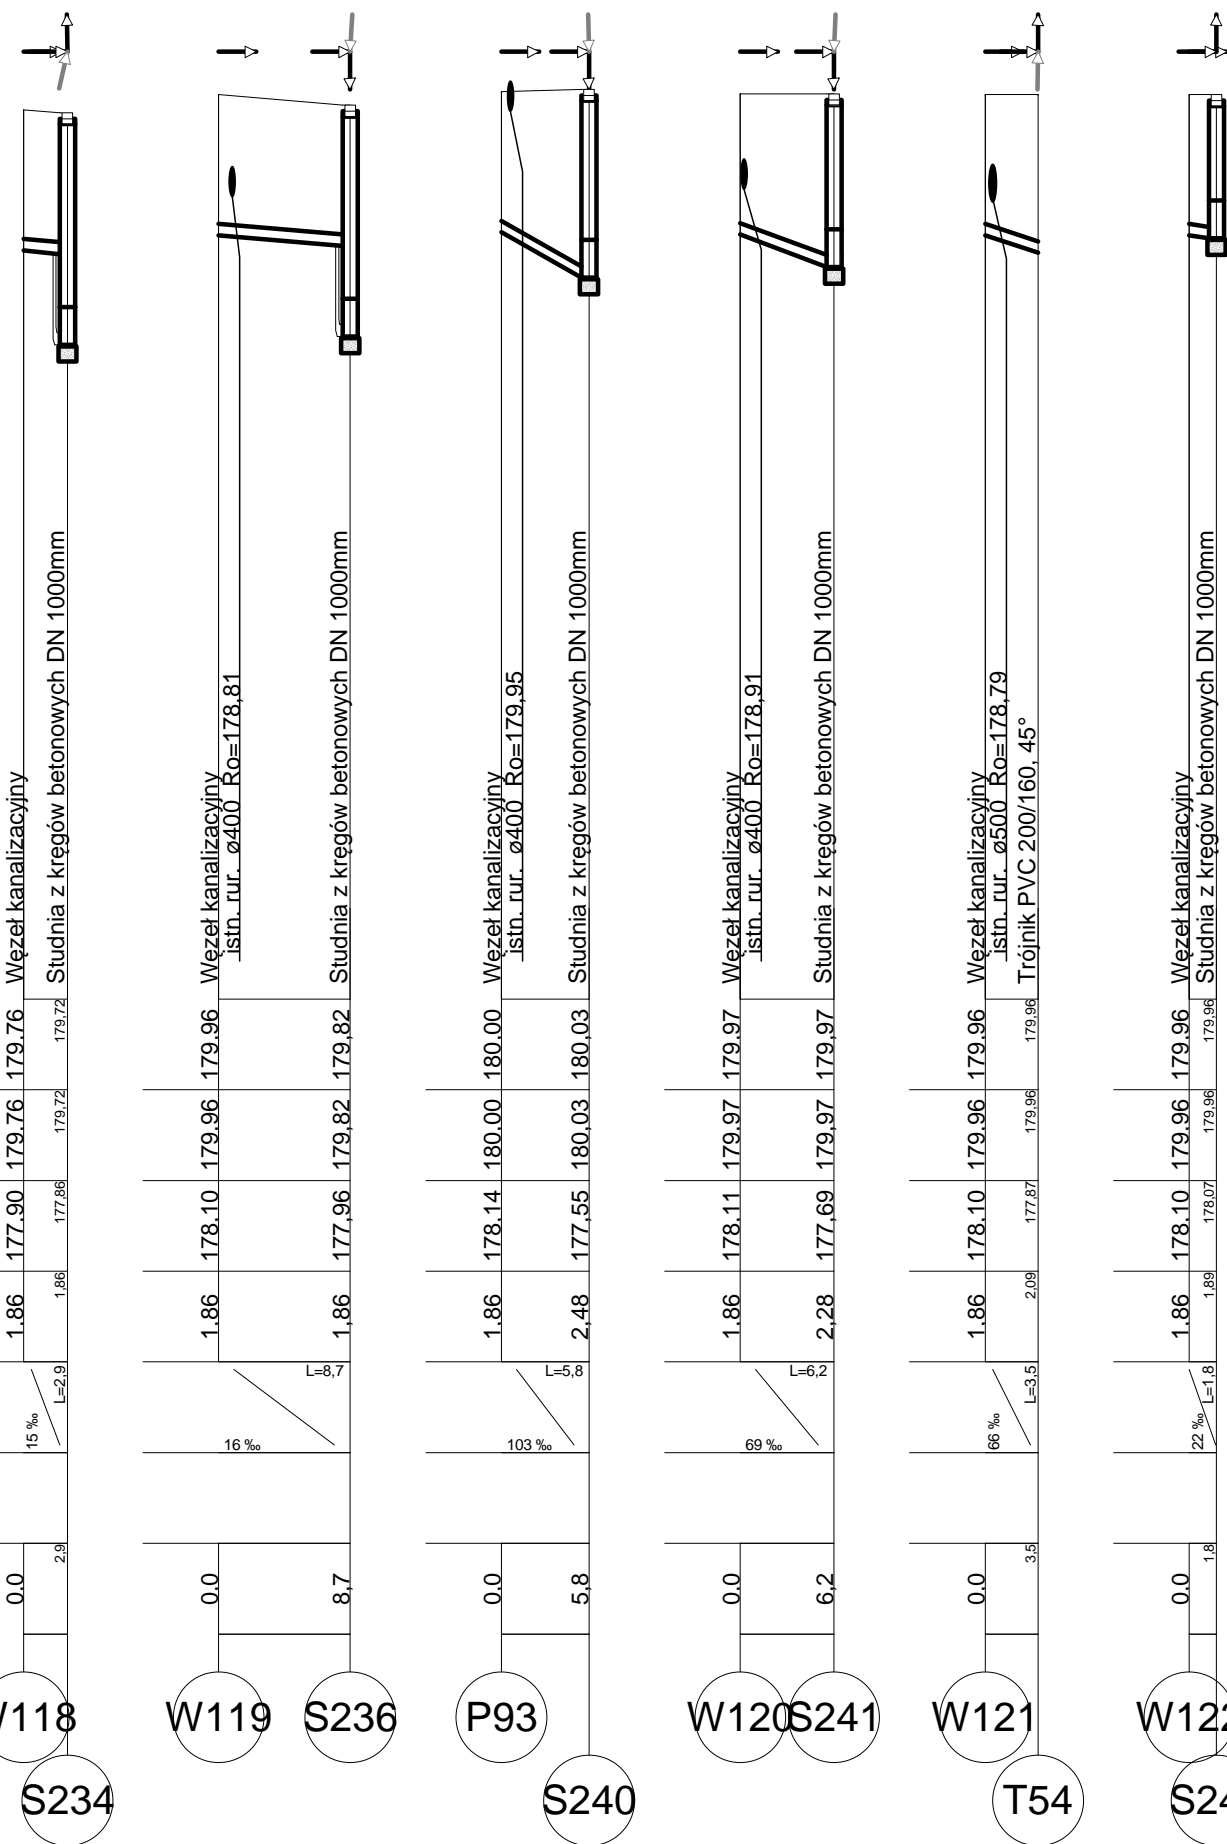 Węzeł kanalizacyjny
Studnia z kręgów betonowych DN 1000mm
179.76
179,72
179.76
179,72
177.90
177,86
1.86
1,86
15 ‰
L=2,9
0.0
2,9
S234
Węzeł kanalizacyjny
istn. rur. ø400 Ro=178,81
Studnia z kręgów betonowych DN 1000mm
179.96
179,82
179.96
179,82
178.10
177,96
1.86
1,86
L=8,7
16 ‰
0.0
8,7
W119
S236
Węzeł kanalizacyjny
istn. rur. ø400 Ro=179,95
Studnia z kręgów betonowych DN 1000mm
180.00
180,03
180.00
180,03
178.14
177,55
1.86
2,48
L=5,8
103 ‰
0.0
5,8
P93
S240
Węzeł kanalizacyjny
istn. rur. ø400 Ro=178,91
Studnia z kręgów betonowych DN 1000mm
179.97
179,97
179.97
179,97
178.11
177,69
1.86
2,28
L=6,2
69 ‰
0.0
6,2
W120
S241
Węzeł kanalizacyjny
istn. rur. ø500 Ro=178,79
Trójnik PVC 200/160, 45°
179.96
179,96
179.96
179,96
178.10
177,87
1.86
2,09
L=3,5
66 ‰
0.0
3,5
W121
T54
Węzeł kanalizacyjny
Studnia z kręgów betonowych DN 1000mm
179.96
179,96
179.96
179,96
178.10
178,07
1.86
1,89
L=1,8
22 ‰
0.0
1,8
W122